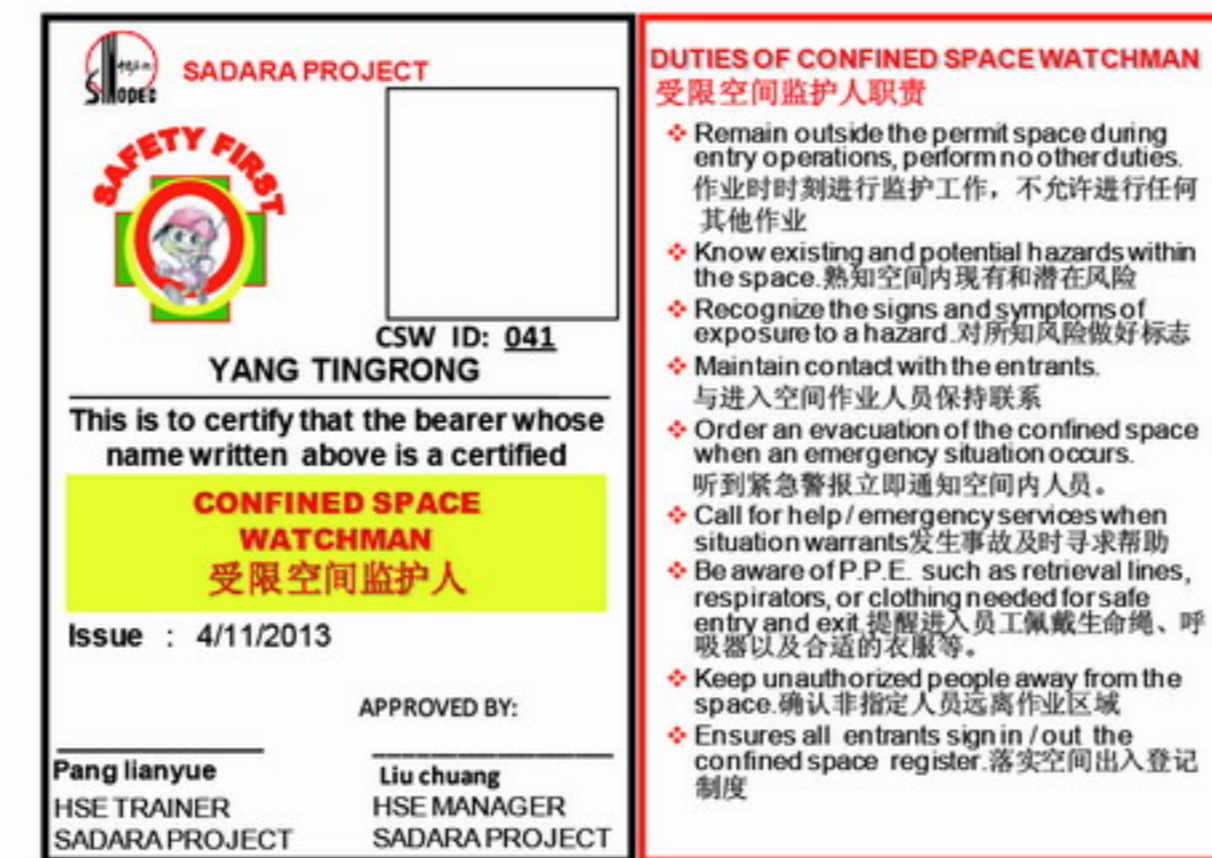 SADARA PROJECT
SINOPEC
SAFETY FIRST
CSW ID: 041
YANG TINGRONG
This is to certify that the bearer whose
name written above is a certified
CONFINED SPACE
WATCHMAN
受限空间监护人
Issue : 4/11/2013
APPROVED BY:
Pang lianyue
HSE TRAINER
SADARA PROJECT
Liu chuang
HSE MANAGER
SADARA PROJECT
DUTIES OF CONFINED SPACE WATCHMAN
受限空间监护人职责
Remain outside the permit space during
entry operations, perform no other duties.
作业时时刻进行监护工作，不允许进行任何
其他作业
Know existing and potential hazards within
the space.熟知空间内现有和潜在风险
Recognize the signs and symptoms of
exposure to a hazard.对所知风险做好标志
Maintain contact with the entrants.
与进入空间作业人员保持联系
Order an evacuation of the confined space
when an emergency situation occurs.
听到紧急警报立即通知空间内人员。
Call for help / emergency services when
situation warrants发生事故及时寻求帮助
Be aware of P.P.E. such as retrieval lines,
respirators, or clothing needed for safe
entry and exit.提醒进入员工佩戴生命绳、呼
吸器以及合适的衣服等。
Keep unauthorized people away from the
space.确认非指定人员远离作业区域
Ensures all entrants sign in / out the
confined space register.落实空间出入登记
制度